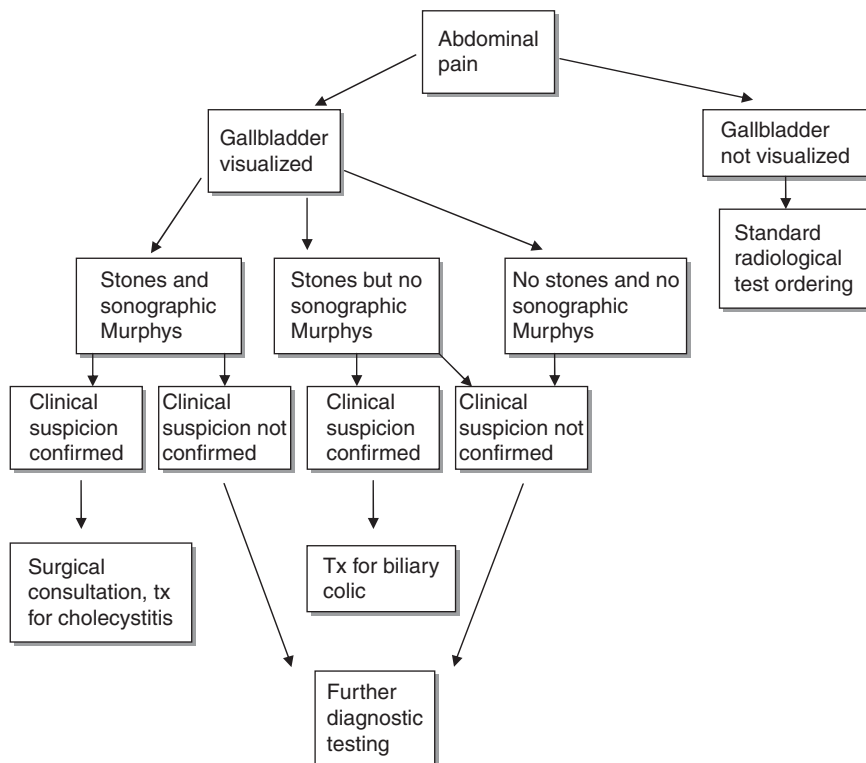 Abdominal
pain
Gallbladder
visualized
Gallbladder
not visualized
Standard
radiological
test ordering
Stones and
sonographic
Murphys
Stones but no
sonographic
Murphys
No stones and no
sonographic
Murphys
Clinical
suspicion
confirmed
Clinical
suspicion not
confirmed
Clinical
suspicion
confirmed
Clinical
suspicion not
confirmed
Surgical
consultation, tx
for cholecystitis
Tx for biliary
colic
Further
diagnostic
testing